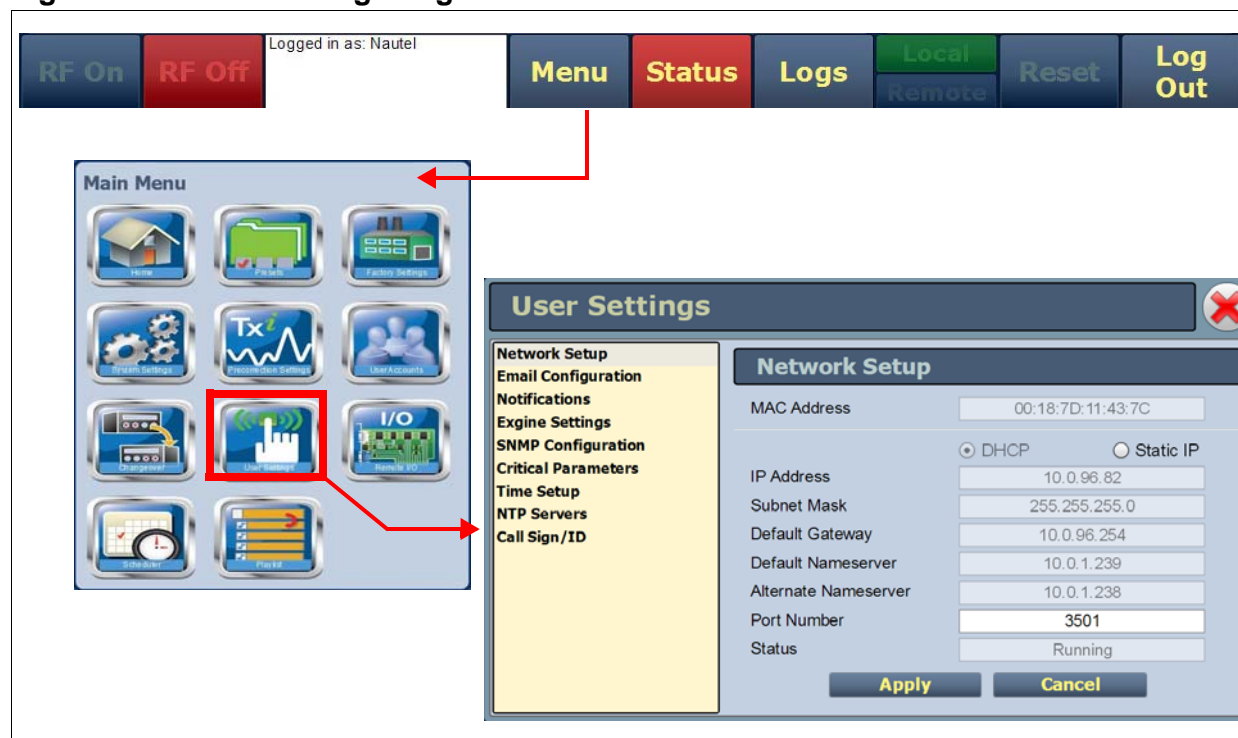 Logged in as: Nautel
RF On
RF Off
Menu
Status
Logs
Local
Remote
Reset
Log
Out
Main Menu
Home
Presets
Factory Settings
System Settings
Tx i
Precorrection Settings
User Accounts
Changeover
User Settings
I/O
Remote I/O
Scheduler
Playlist
User Settings
Network Setup
Email Configuration
Notifications
Exgine Settings
SNMP Configuration
Critical Parameters
Time Setup
NTP Servers
Call Sign/ID
Network Setup
MAC Address 00:18:7D:11:43:7C
DHCP Static IP
IP Address 10.0.96.82
Subnet Mask 255.255.255.0
Default Gateway 10.0.96.254
Default Nameserver 10.0.1.239
Alternate Nameserver 10.0.1.238
Port Number 3501
Status Running
Apply Cancel